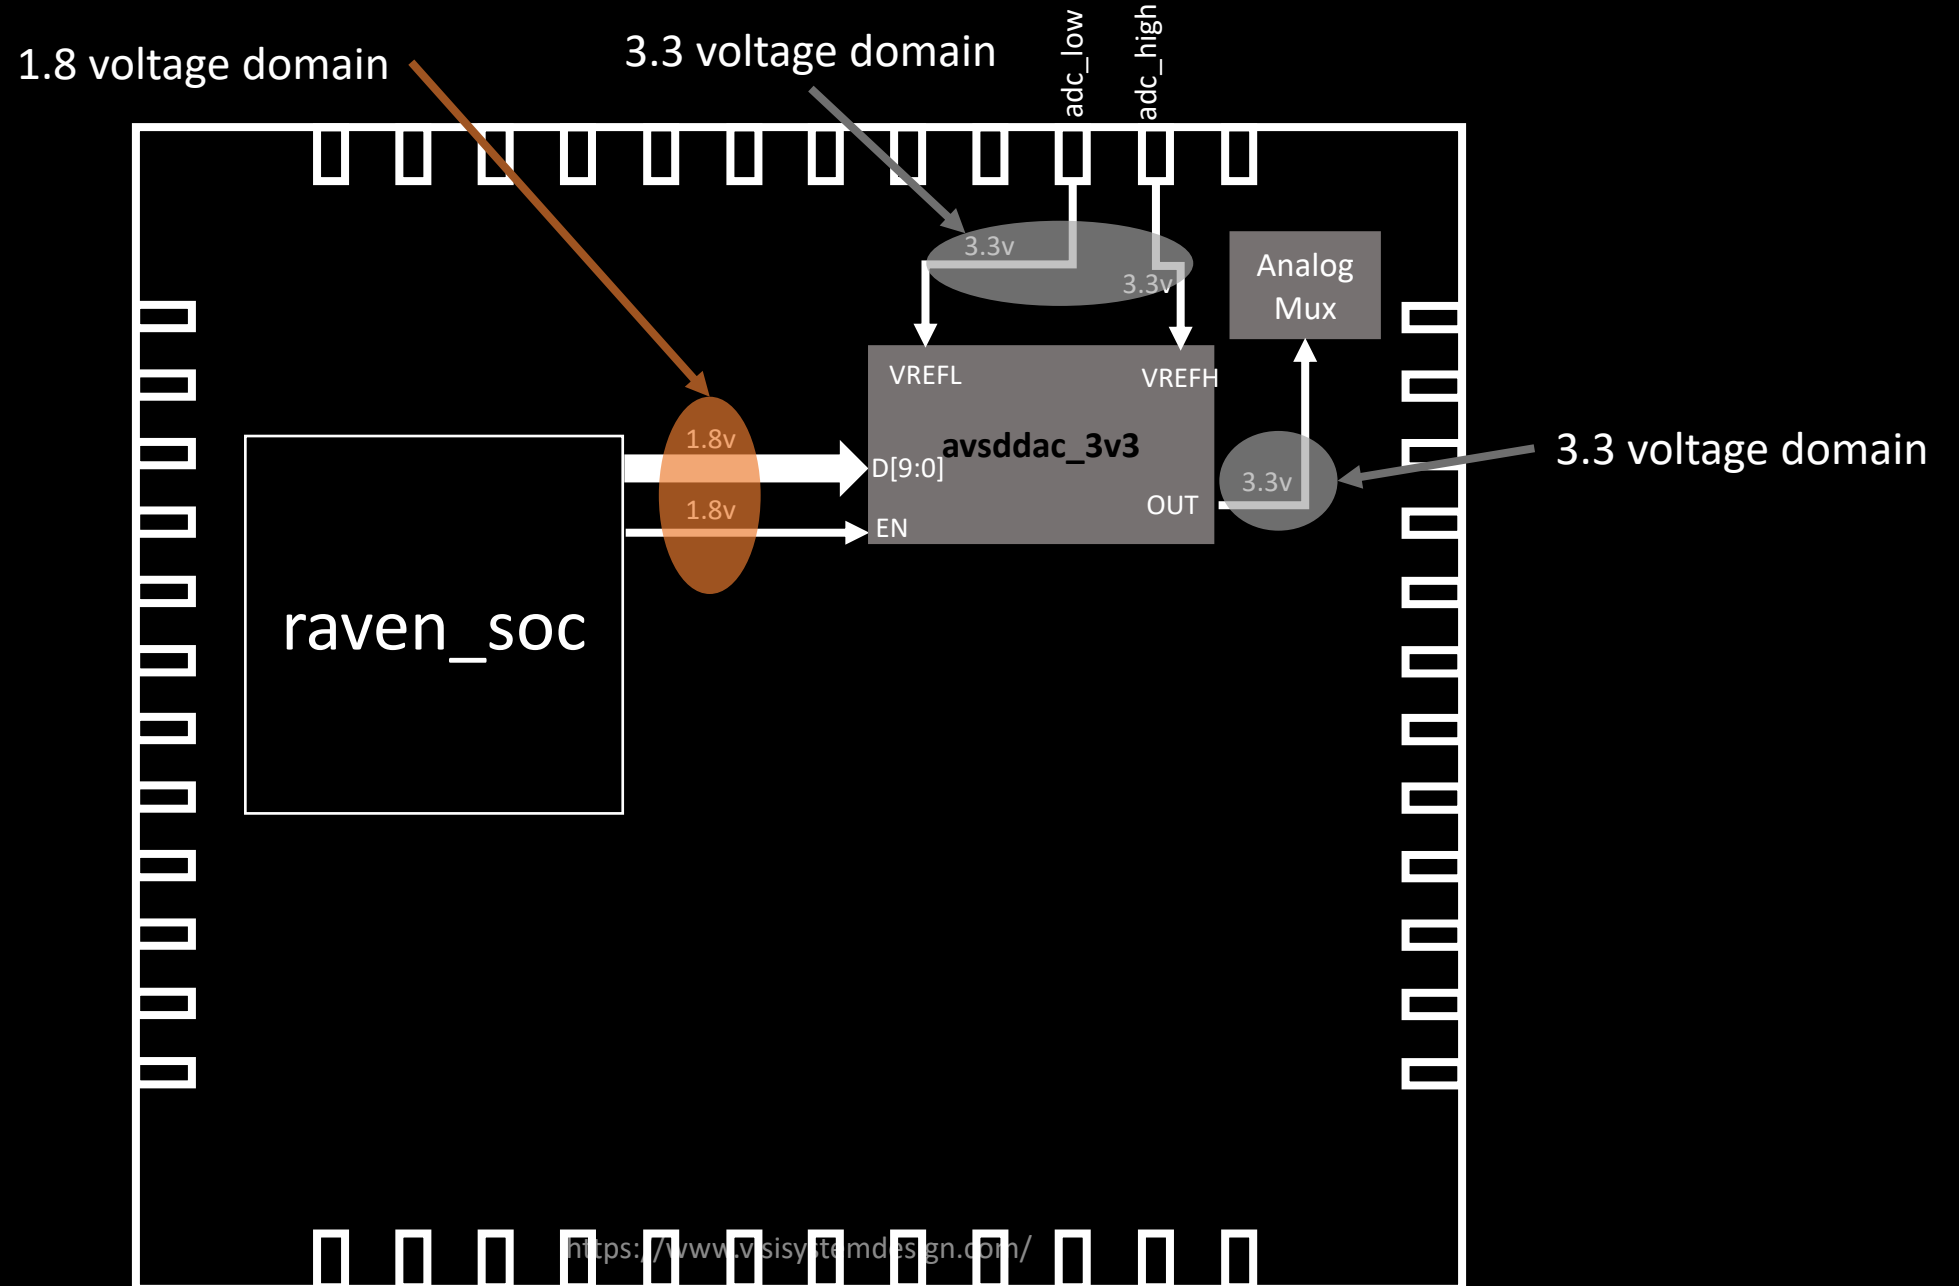 1.8 voltage domain
3.3 voltage domain
adc_low
adc_high
3.3v
3.3v
Analog
Mux
VREFL
VREFH
1.8v
avsddac_3v3
D[9:0]
3.3v
3.3 voltage domain
1.8v
OUT
EN
raven_soc
https://www.vlsisystemdesign.com/